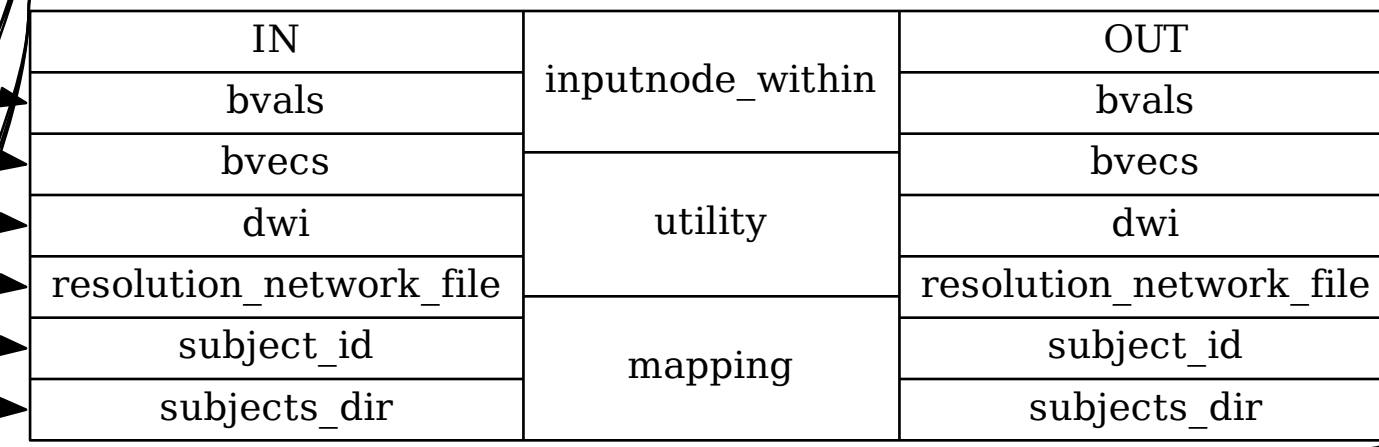 IN
bvals
bvecs
dwi
resolution_network_file
subject_id
subjects_dir
inputnode_within
utility
mapping
OUT
bvals
bvecs
dwi
resolution_network_file
subject_id
subjects_dir